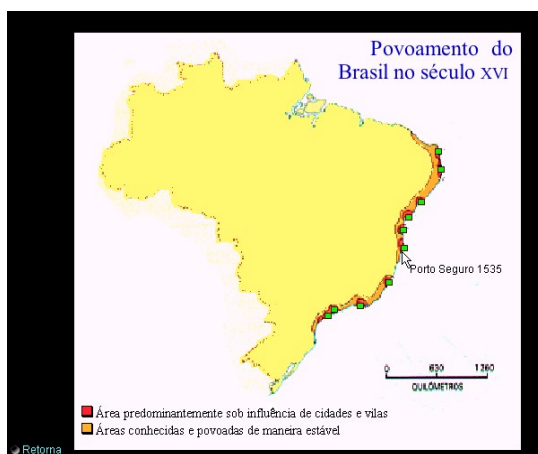 Povoamento do
Brasil no século XVI
Porto Seguro 1535
0 630 1260
QUILÔMETROS
Área predominantemente sob influência de cidades e vilas
Áreas conhecidas e povoadas de maneira estável
Retorna